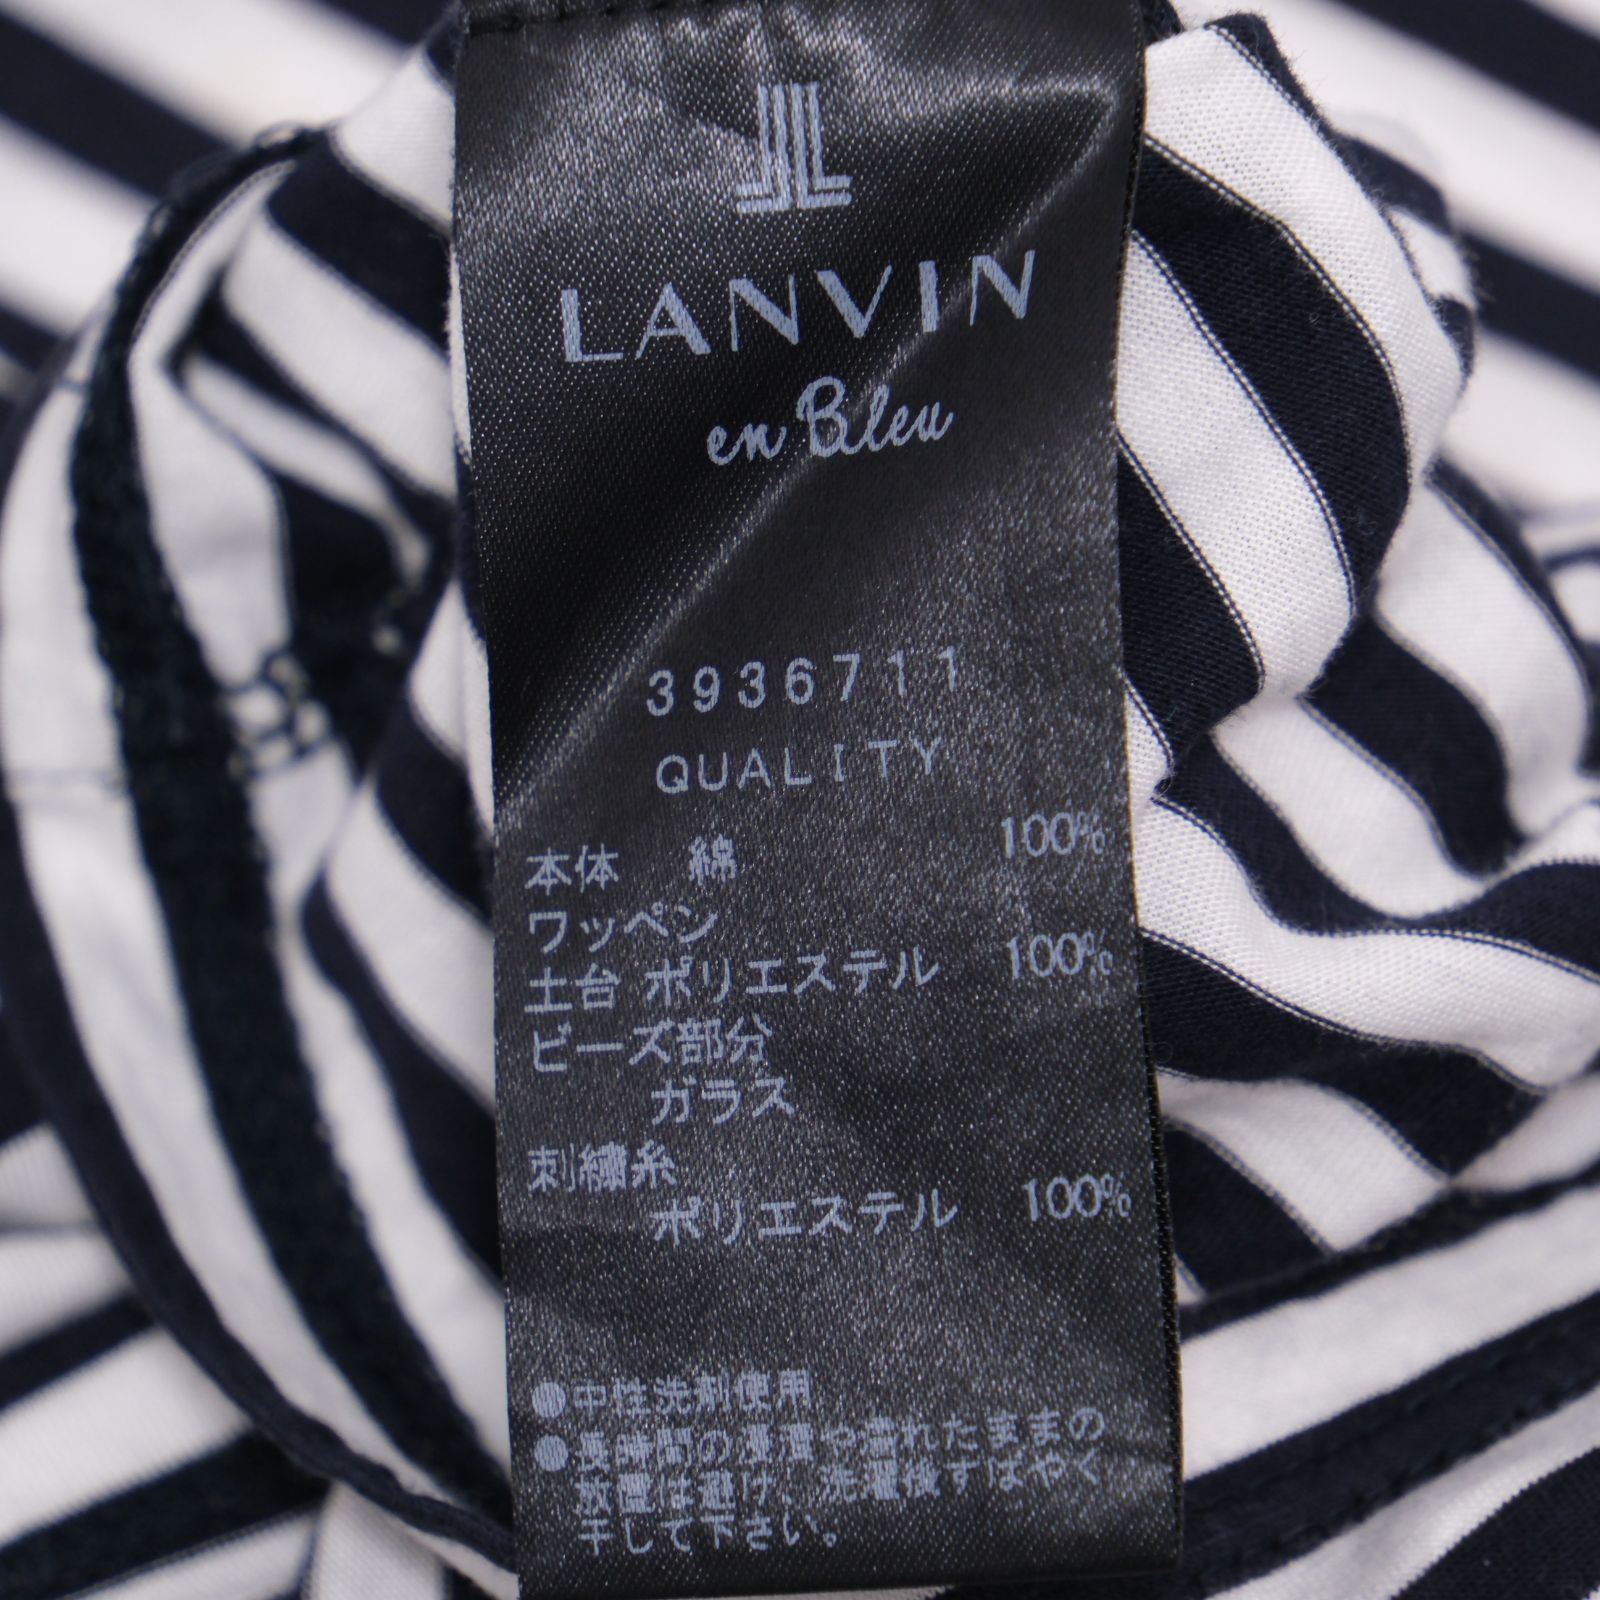 LANVIN
en Bleu
3936711
QUALITY
本体 綿 100%
ワッペン
土台 ポリエステル 100%
ビーズ部分
ガラス
刺繍糸
ポリエステル 100%
●中性洗剤使用
●長時間の浸漬や濡れたままの
放置は避け、洗濯後すばやく
干して下さい。